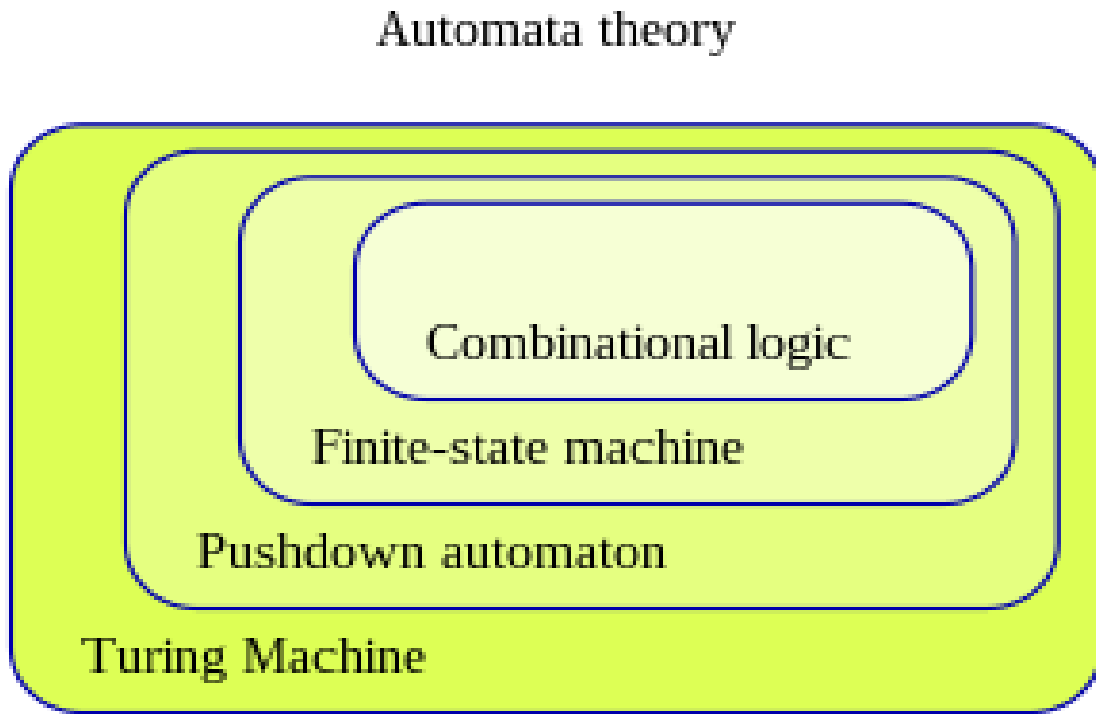 Automata theory
Combinational logic
Finite-state machine
Pushdown automaton
Turing Machine